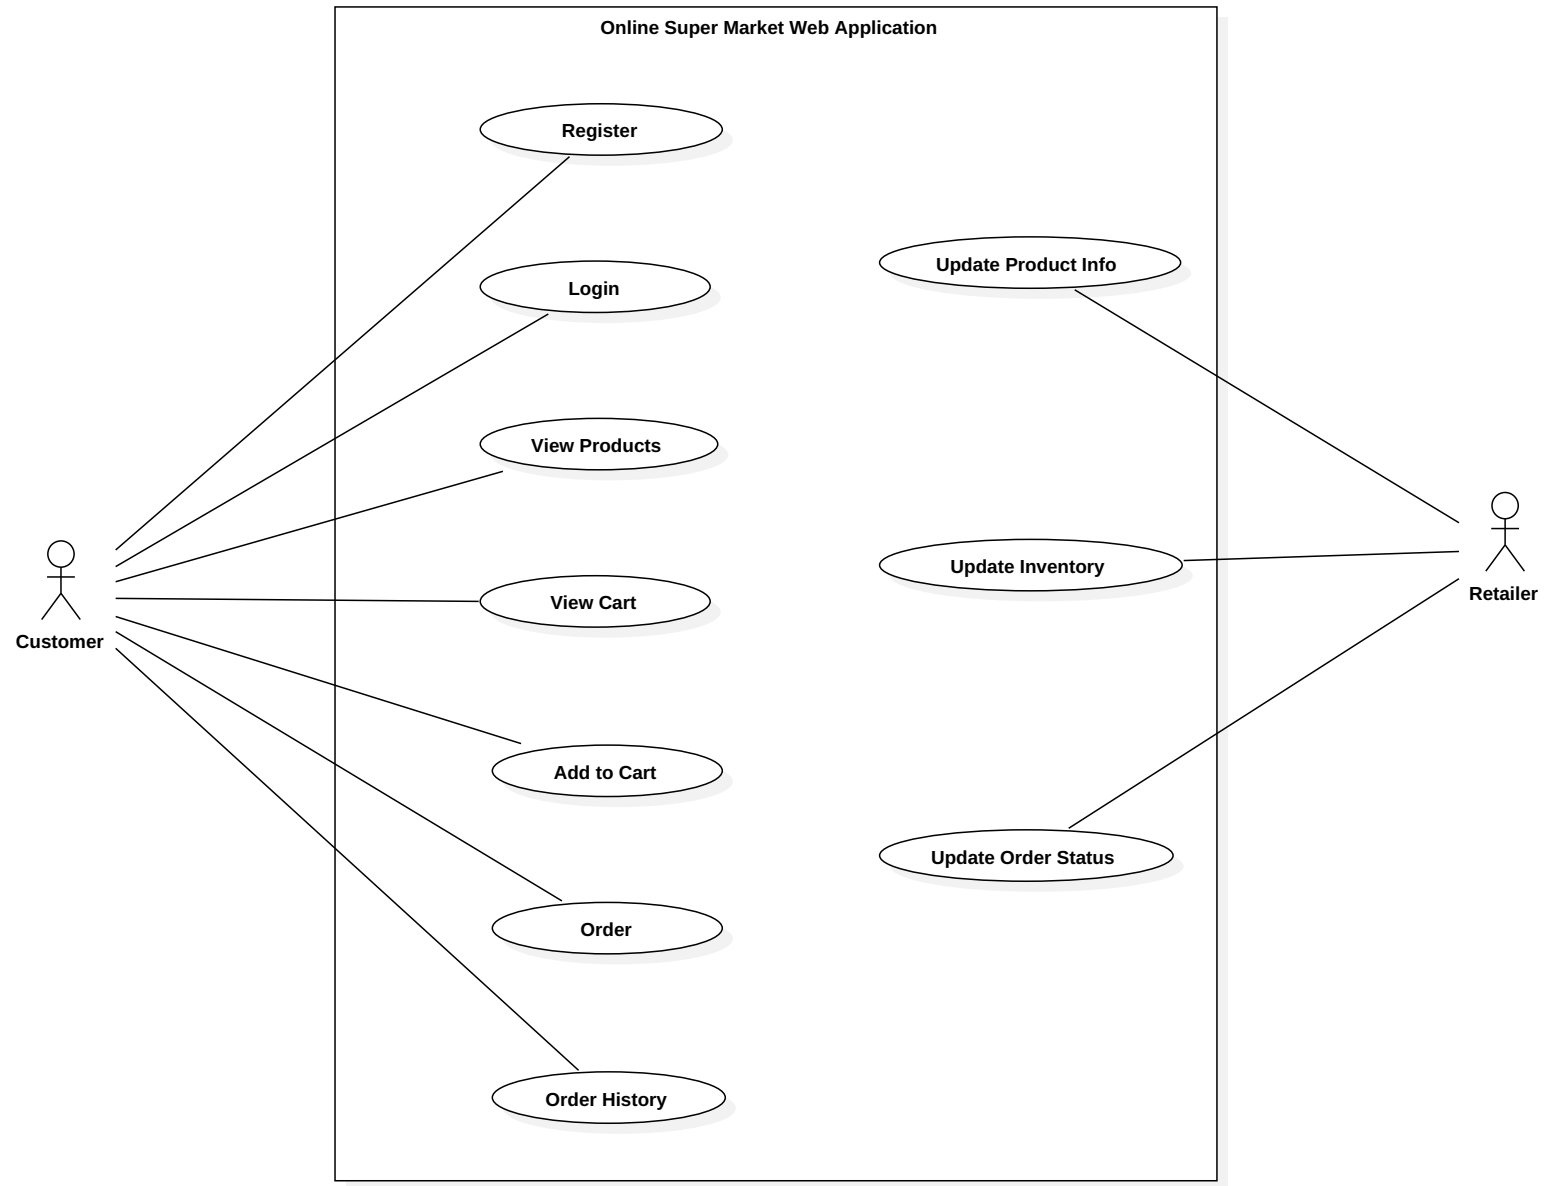 Online Super Market Web Application
Register
Update Product Info
Login
View Products
Update Inventory
Retailer
View Cart
Customer
Add to Cart
Update Order Status
Order
Order History